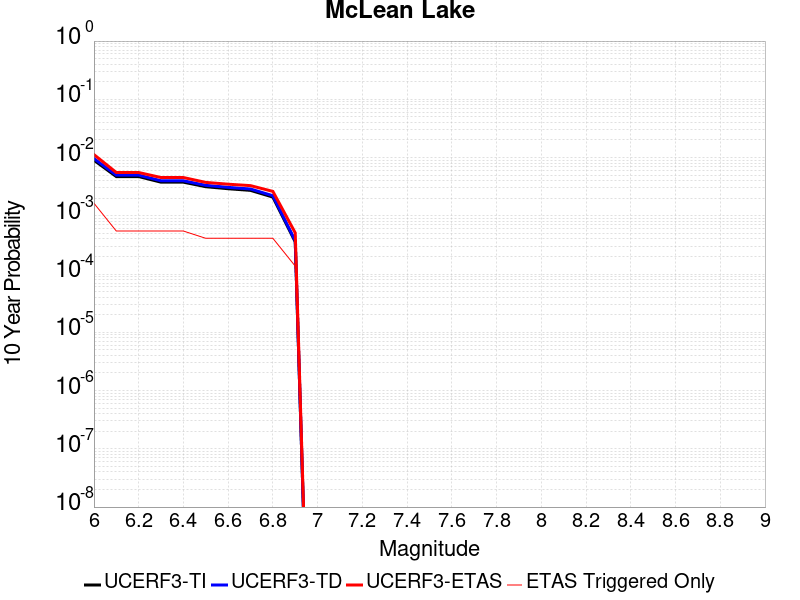 McLean Lake
10 0
10 -1
10 -2
10 -3
10 -4
10 -5
10 -6
10 -7
10 -8
10 Year Probability
6 6.2 6.4 6.6 6.8 7 7.2 7.4 7.6 7.8 8 8.2 8.4 8.6 8.8 9
Magnitude
UCERF3-TI UCERF3-TD UCERF3-ETAS ETAS Triggered Only